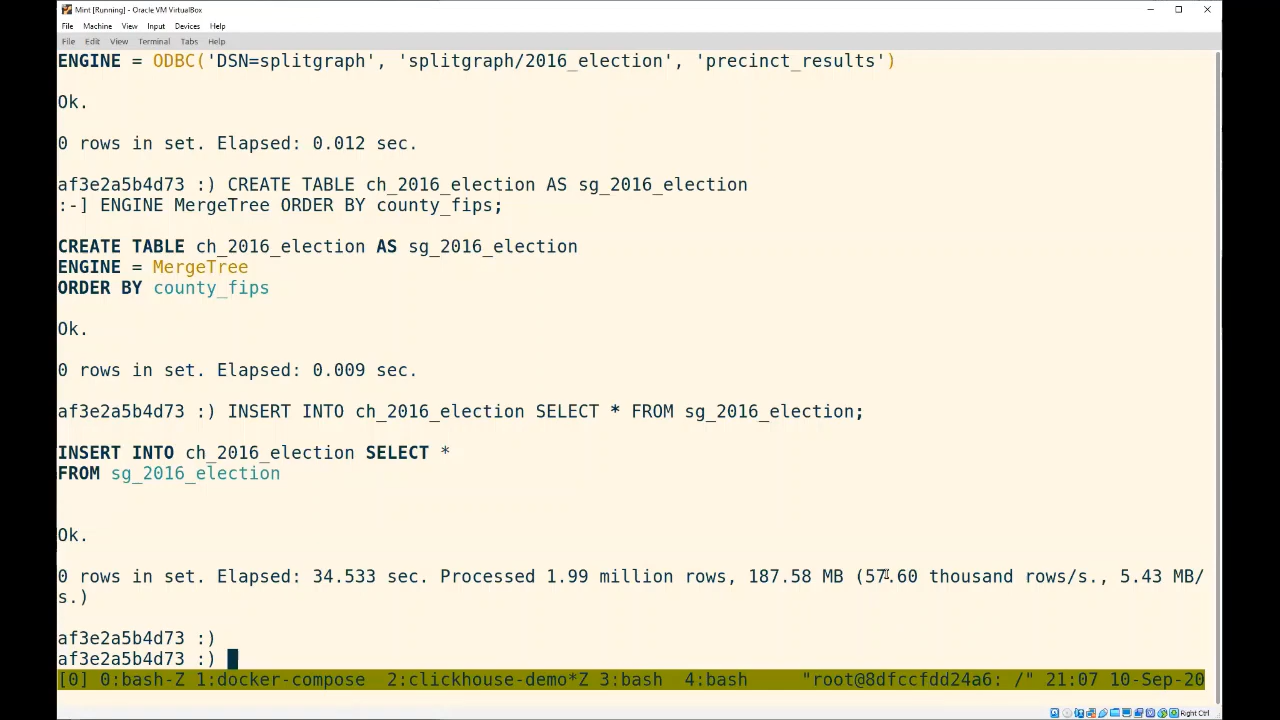 Mint [Running] - Oracle VM VirtualBox
File Machine View Input Devices Help
File Edit View Terminal Tabs Help
ENGINE = ODBC('DSN=splitgraph', 'splitgraph/2016_election', 'precinct_results')
Ok.
0 rows in set. Elapsed: 0.012 sec.
af3e2a5b4d73 :) CREATE TABLE ch_2016_election AS sg_2016_election
:-] ENGINE MergeTree ORDER BY county_fips;
CREATE TABLE ch_2016_election AS sg_2016_election
ENGINE = MergeTree
ORDER BY county_fips
Ok.
0 rows in set. Elapsed: 0.009 sec.
af3e2a5b4d73 :) INSERT INTO ch_2016_election SELECT * FROM sg_2016_election;
INSERT INTO ch_2016_election SELECT *
FROM sg_2016_election
Ok.
0 rows in set. Elapsed: 34.533 sec. Processed 1.99 million rows, 187.58 MB (57.60 thousand rows/s., 5.43 MB/
s.)
af3e2a5b4d73 :)
af3e2a5b4d73 :)
[0] 0:bash-Z 1:docker-compose  2:clickhouse-demo*Z 3:bash  4:bash "root@8dfccfdd24a6: /" 21:07 10-Sep-20
Right Ctrl